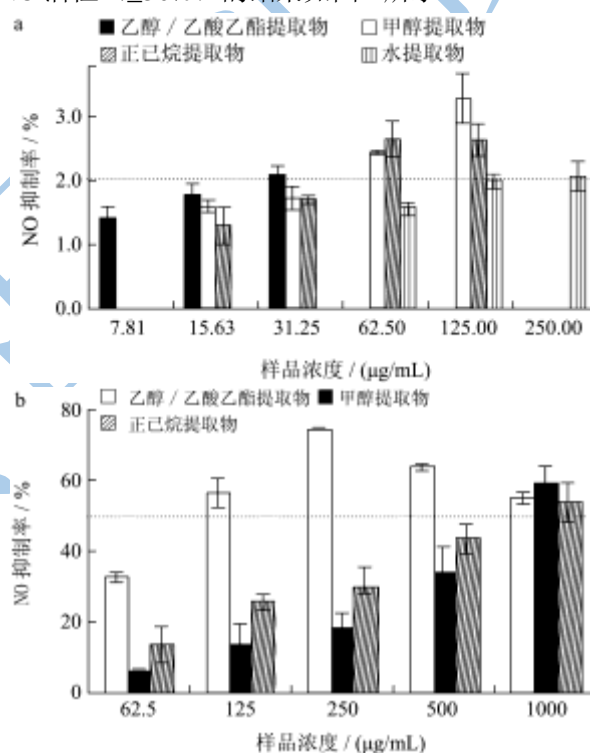 a
乙醇 / 乙酸乙酯提取物 甲醇提取物
正己烷提取物 水提取物
NO 抑制率 / %
3.0
2.0
1.0
0.0
7.81 15.63 31.25 62.50 125.00 250.00
样品浓度 / (μg/mL)
b
乙醇 / 乙酸乙酯提取物 甲醇提取物
正己烷提取物
NO 抑制率 / %
80
60
40
20
0
62.5 125 250 500 1000
样品浓度 / (μg/mL)